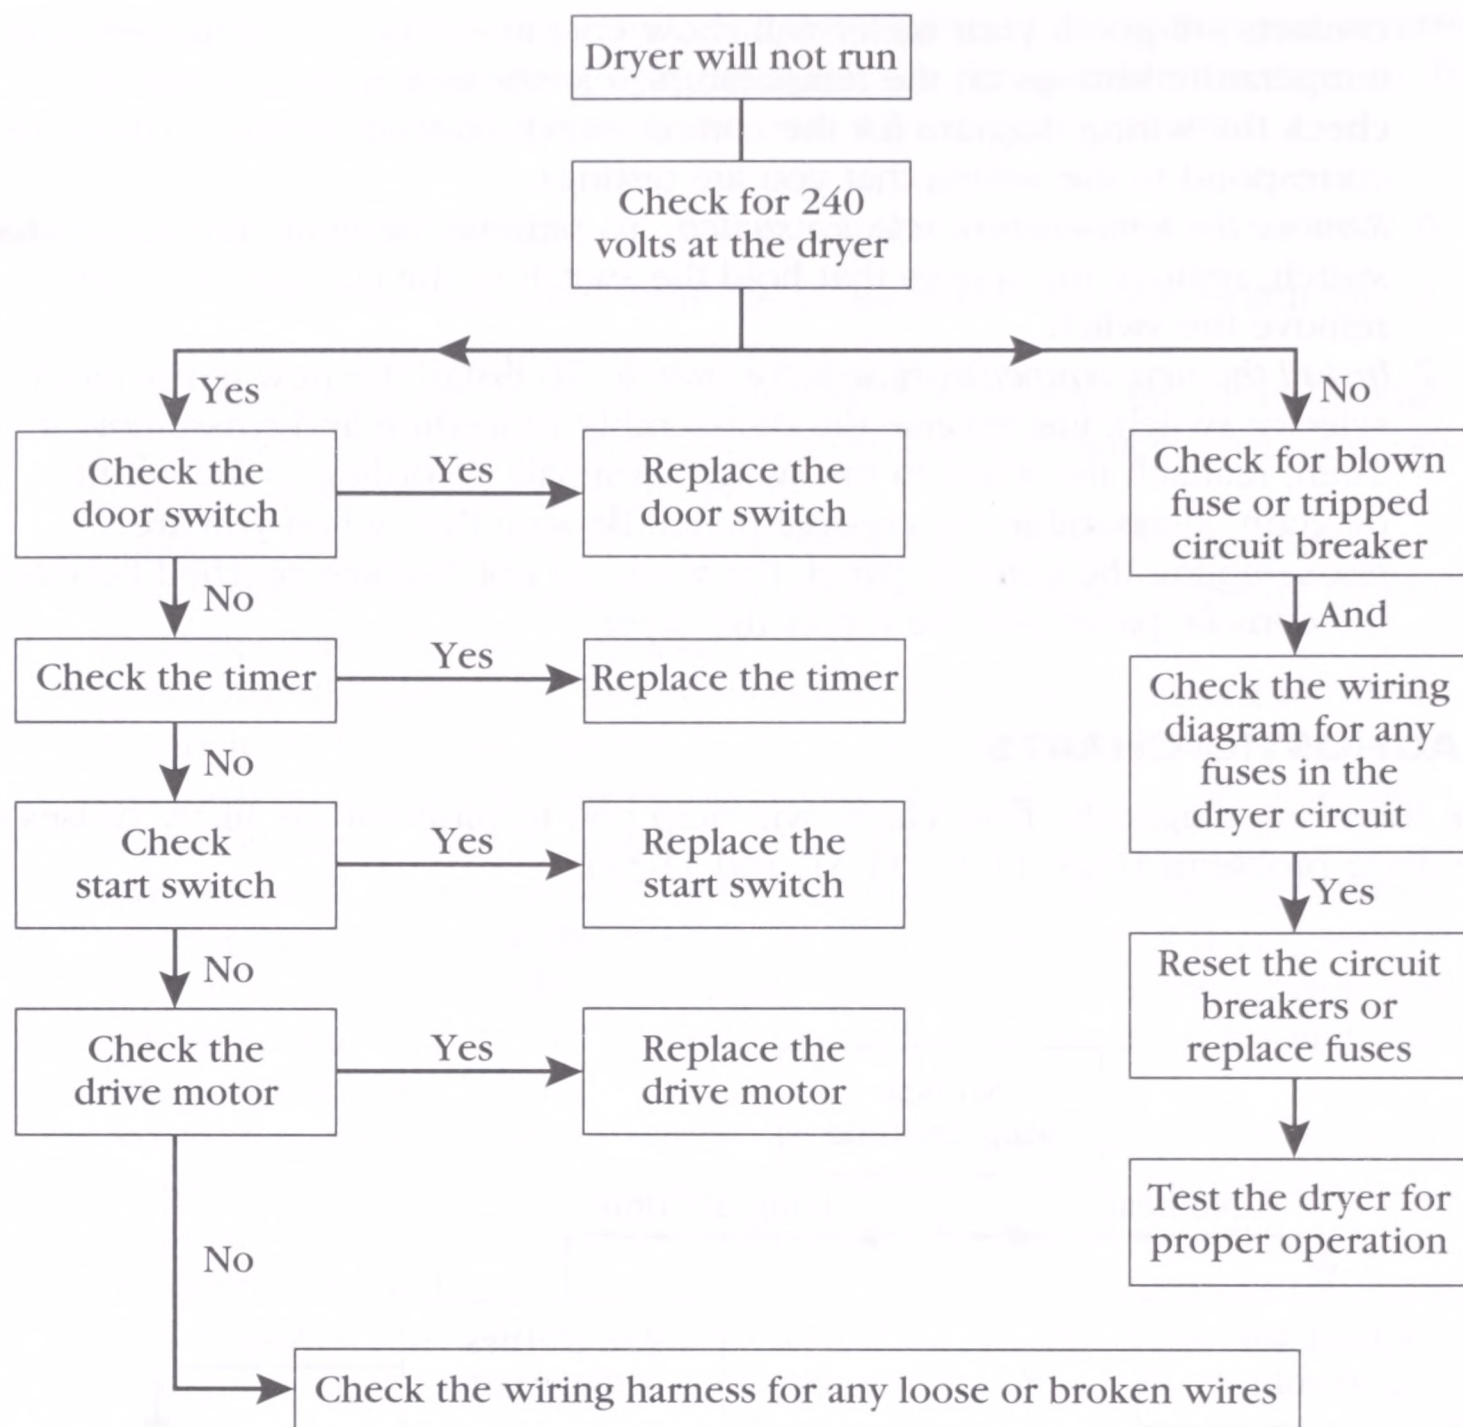 Dryer will not run
Check for 240
volts at the dryer
Yes
No
Check the
door switch
Yes
Replace the
door switch
No
Check the timer
Yes
Replace the timer
No
Check
start switch
Yes
Replace the
start switch
No
Check the
drive motor
Yes
Replace the
drive motor
No
Check the wiring harness for any loose or broken wires
Check for blown
fuse or tripped
circuit breaker
And
Check the wiring
diagram for any
fuses in the
dryer circuit
Yes
Reset the circuit
breakers or
replace fuses
Test the dryer for
proper operation